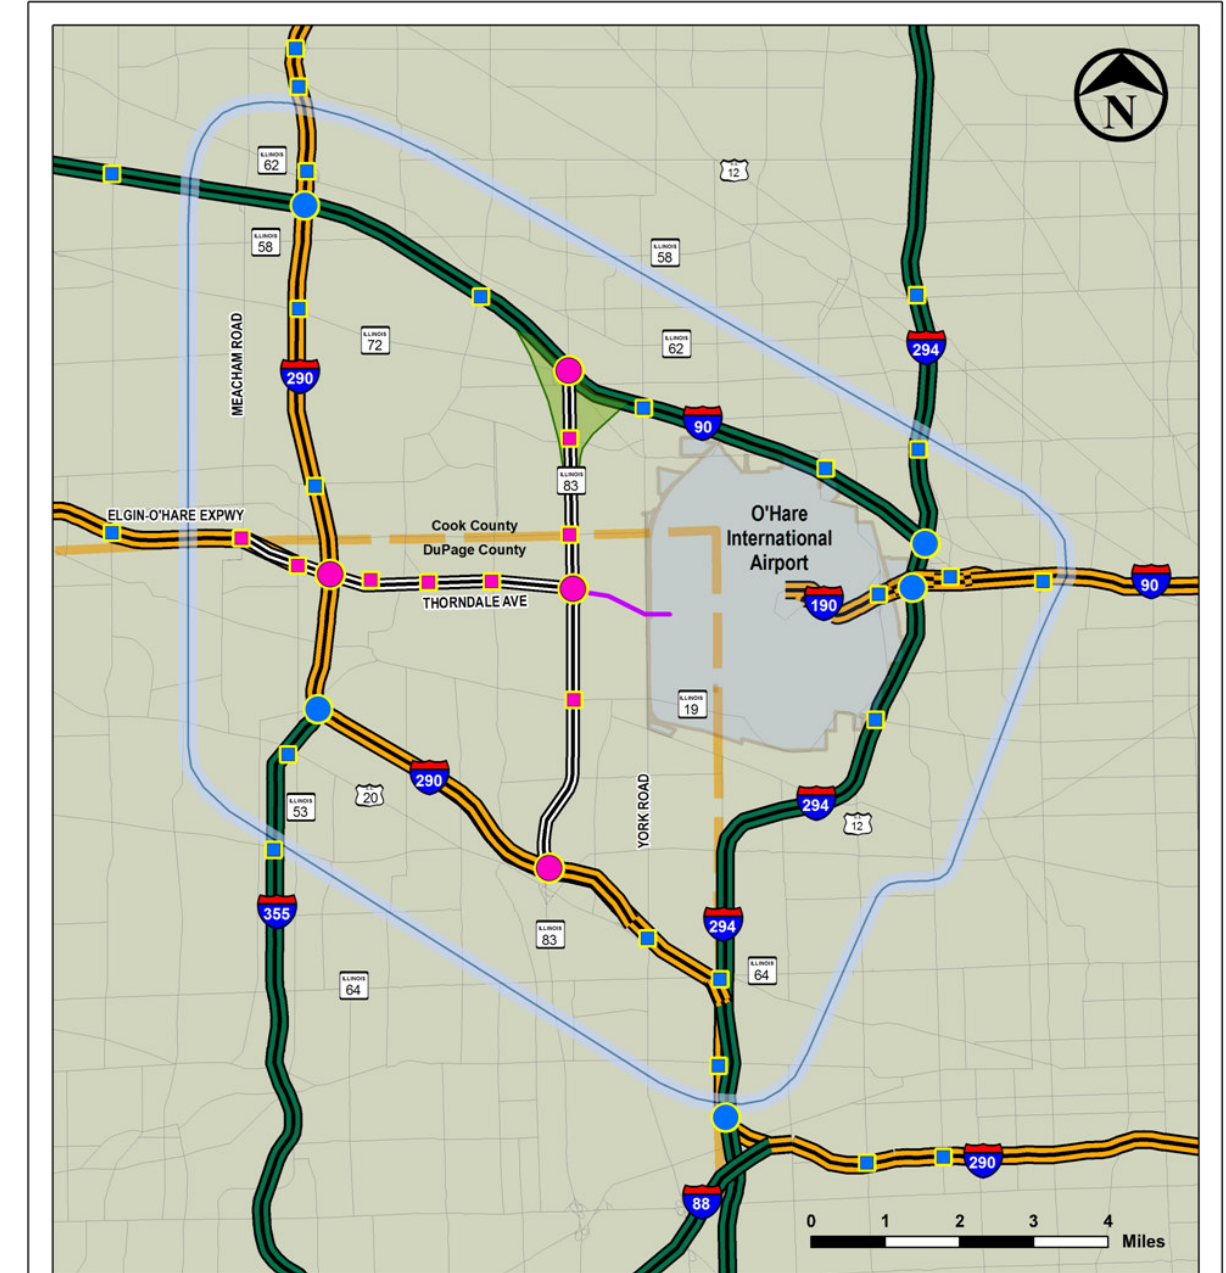 N
ILLINOIS
62
U.S.
12
ILLINOIS
58
ILLINOIS
58
MEACHAM ROAD
ILLINOIS
72
ILLINOIS
62
294
290
90
ILLINOIS
83
ELGIN-O'HARE EXPWY
Cook County
DuPage County
O'Hare
International
Airport
THORNDALE AVE
190
90
ILLINOIS
19
290
20
ILLINOIS
53
YORK ROAD
294
12
355
294
ILLINOIS
83
ILLINOIS
64
ILLINOIS
64
290
88
0 1 2 3 4
Miles